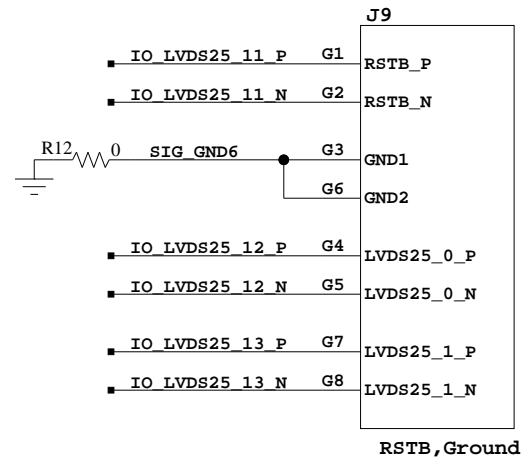 J9
IO_LVDS25_11_P G1 RSTB_P
IO_LVDS25_11_N G2 RSTB_N
R12 0 SIG_GND6 G3 GND1
G6 GND2
IO_LVDS25_12_P G4 LVDS25_0_P
IO_LVDS25_12_N G5 LVDS25_0_N
IO_LVDS25_13_P G7 LVDS25_1_P
IO_LVDS25_13_N G8 LVDS25_1_N
RSTB,Ground